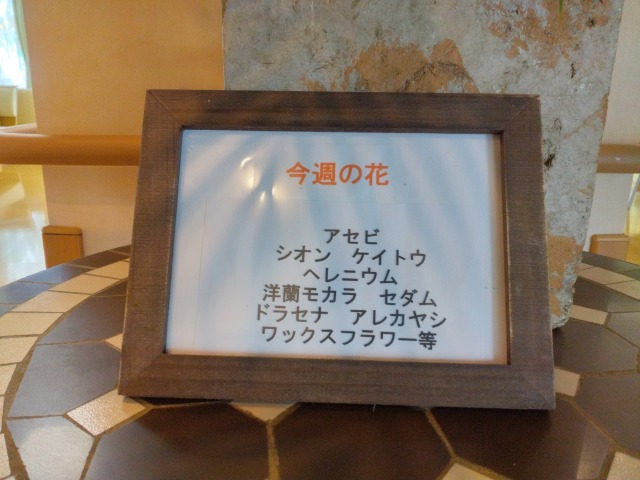 今週の花
アセビ
シオン　ケイトウ
ヘレニウム
洋蘭モカラ　セダム
ドラセナ　アレカヤシ
ワックスフラワー等